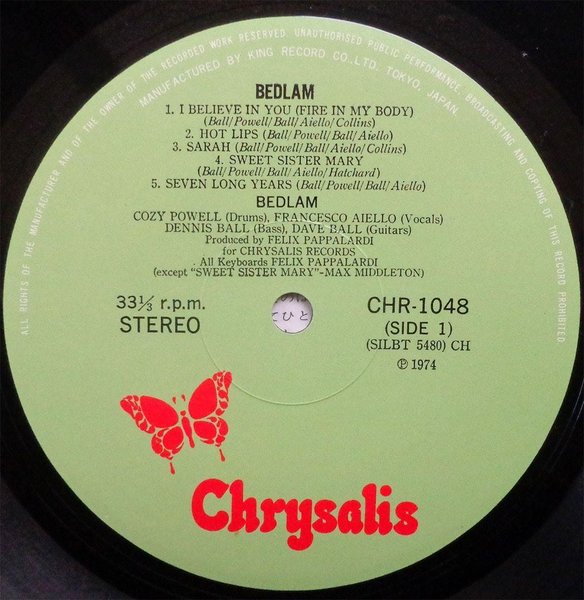 ALL RIGHTS OF THE MANUFACTURER AND OF THE OWNER OF THE RECORDED WORK RESERVED. UNAUTHORISED PUBLIC PERFORMANCE, BROADCASTING AND COPYING OF THIS RECORD PROHIBITED
MANUFACTURED BY KING RECORD CO., LTD. TOKYO, JAPAN
BEDLAM
1. I BELIEVE IN YOU (FIRE IN MY BODY)
(Ball/Powell/Ball/Aiello/Collins)
2. HOT LIPS (Ball/Powell/Ball/Aiello)
3. SARAH (Ball/Powell/Ball/Aiello/Collins)
4. SWEET SISTER MARY
(Ball/Powell/Ball/Aiello/Hatchard)
5. SEVEN LONG YEARS (Ball/Powell/Ball/Aiello)
BEDLAM
COZY POWELL (Drums), FRANCESCO AIELLO (Vocals)
DENNIS BALL (Bass), DAVE BALL (Guitars)
Produced by FELIX PAPPALARDI
for CHRYSALIS RECORDS
All Keyboards FELIX PAPPALARDI
(except "SWEET SISTER MARY"-MAX MIDDLETON)
33⅓ r.p.m.
STEREO
CHR-1048
(SIDE 1)
(SILBT 5480) CH
Ⓟ 1974
Chrysalis